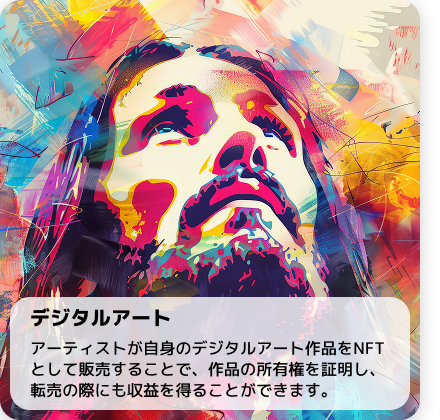 デジタルアート
アーティストが自身のデジタルアート作品をNFT
として販売することで、作品の所有権を証明し、
転売の際にも収益を得ることができます。